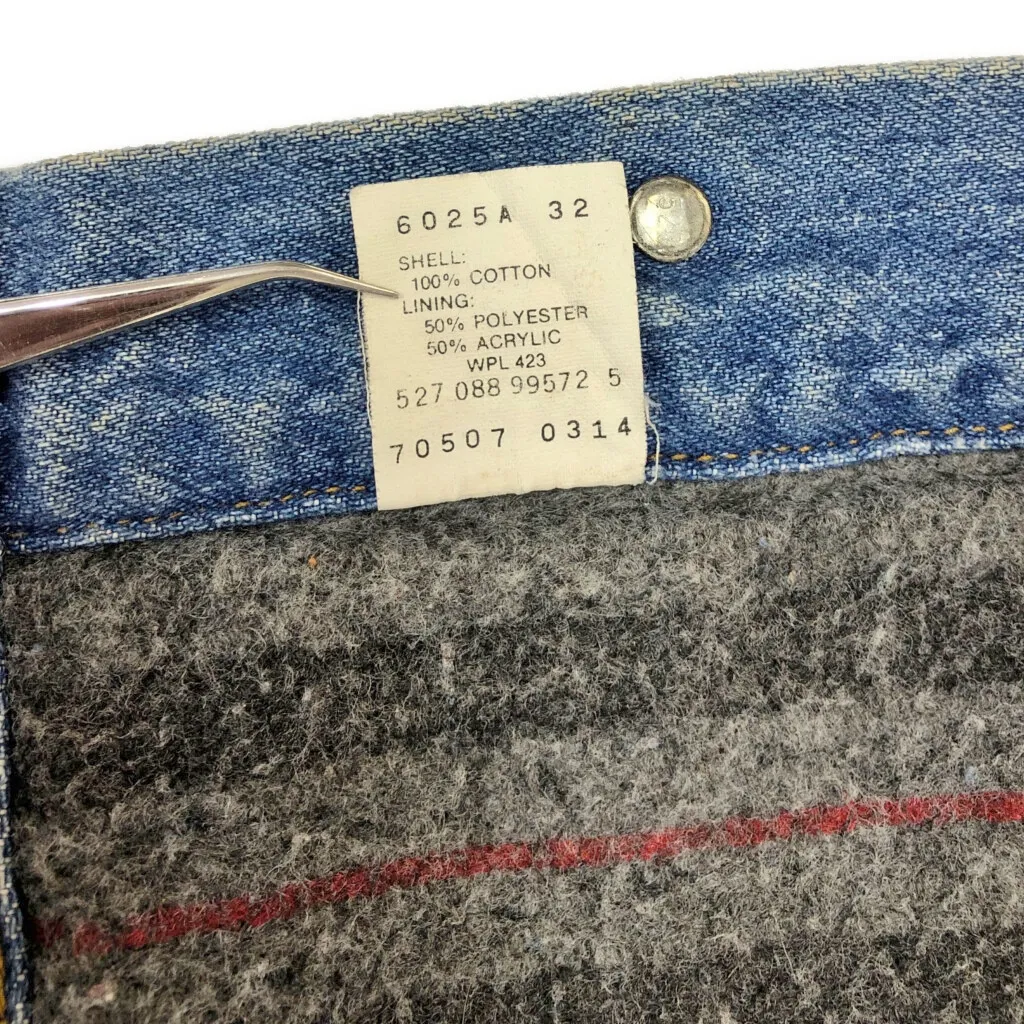 6025A 32
SHELL:
100% COTTON
LINING:
50% POLYESTER
50% ACRYLIC
WPL 423
527 088 99572 5
70507 0314